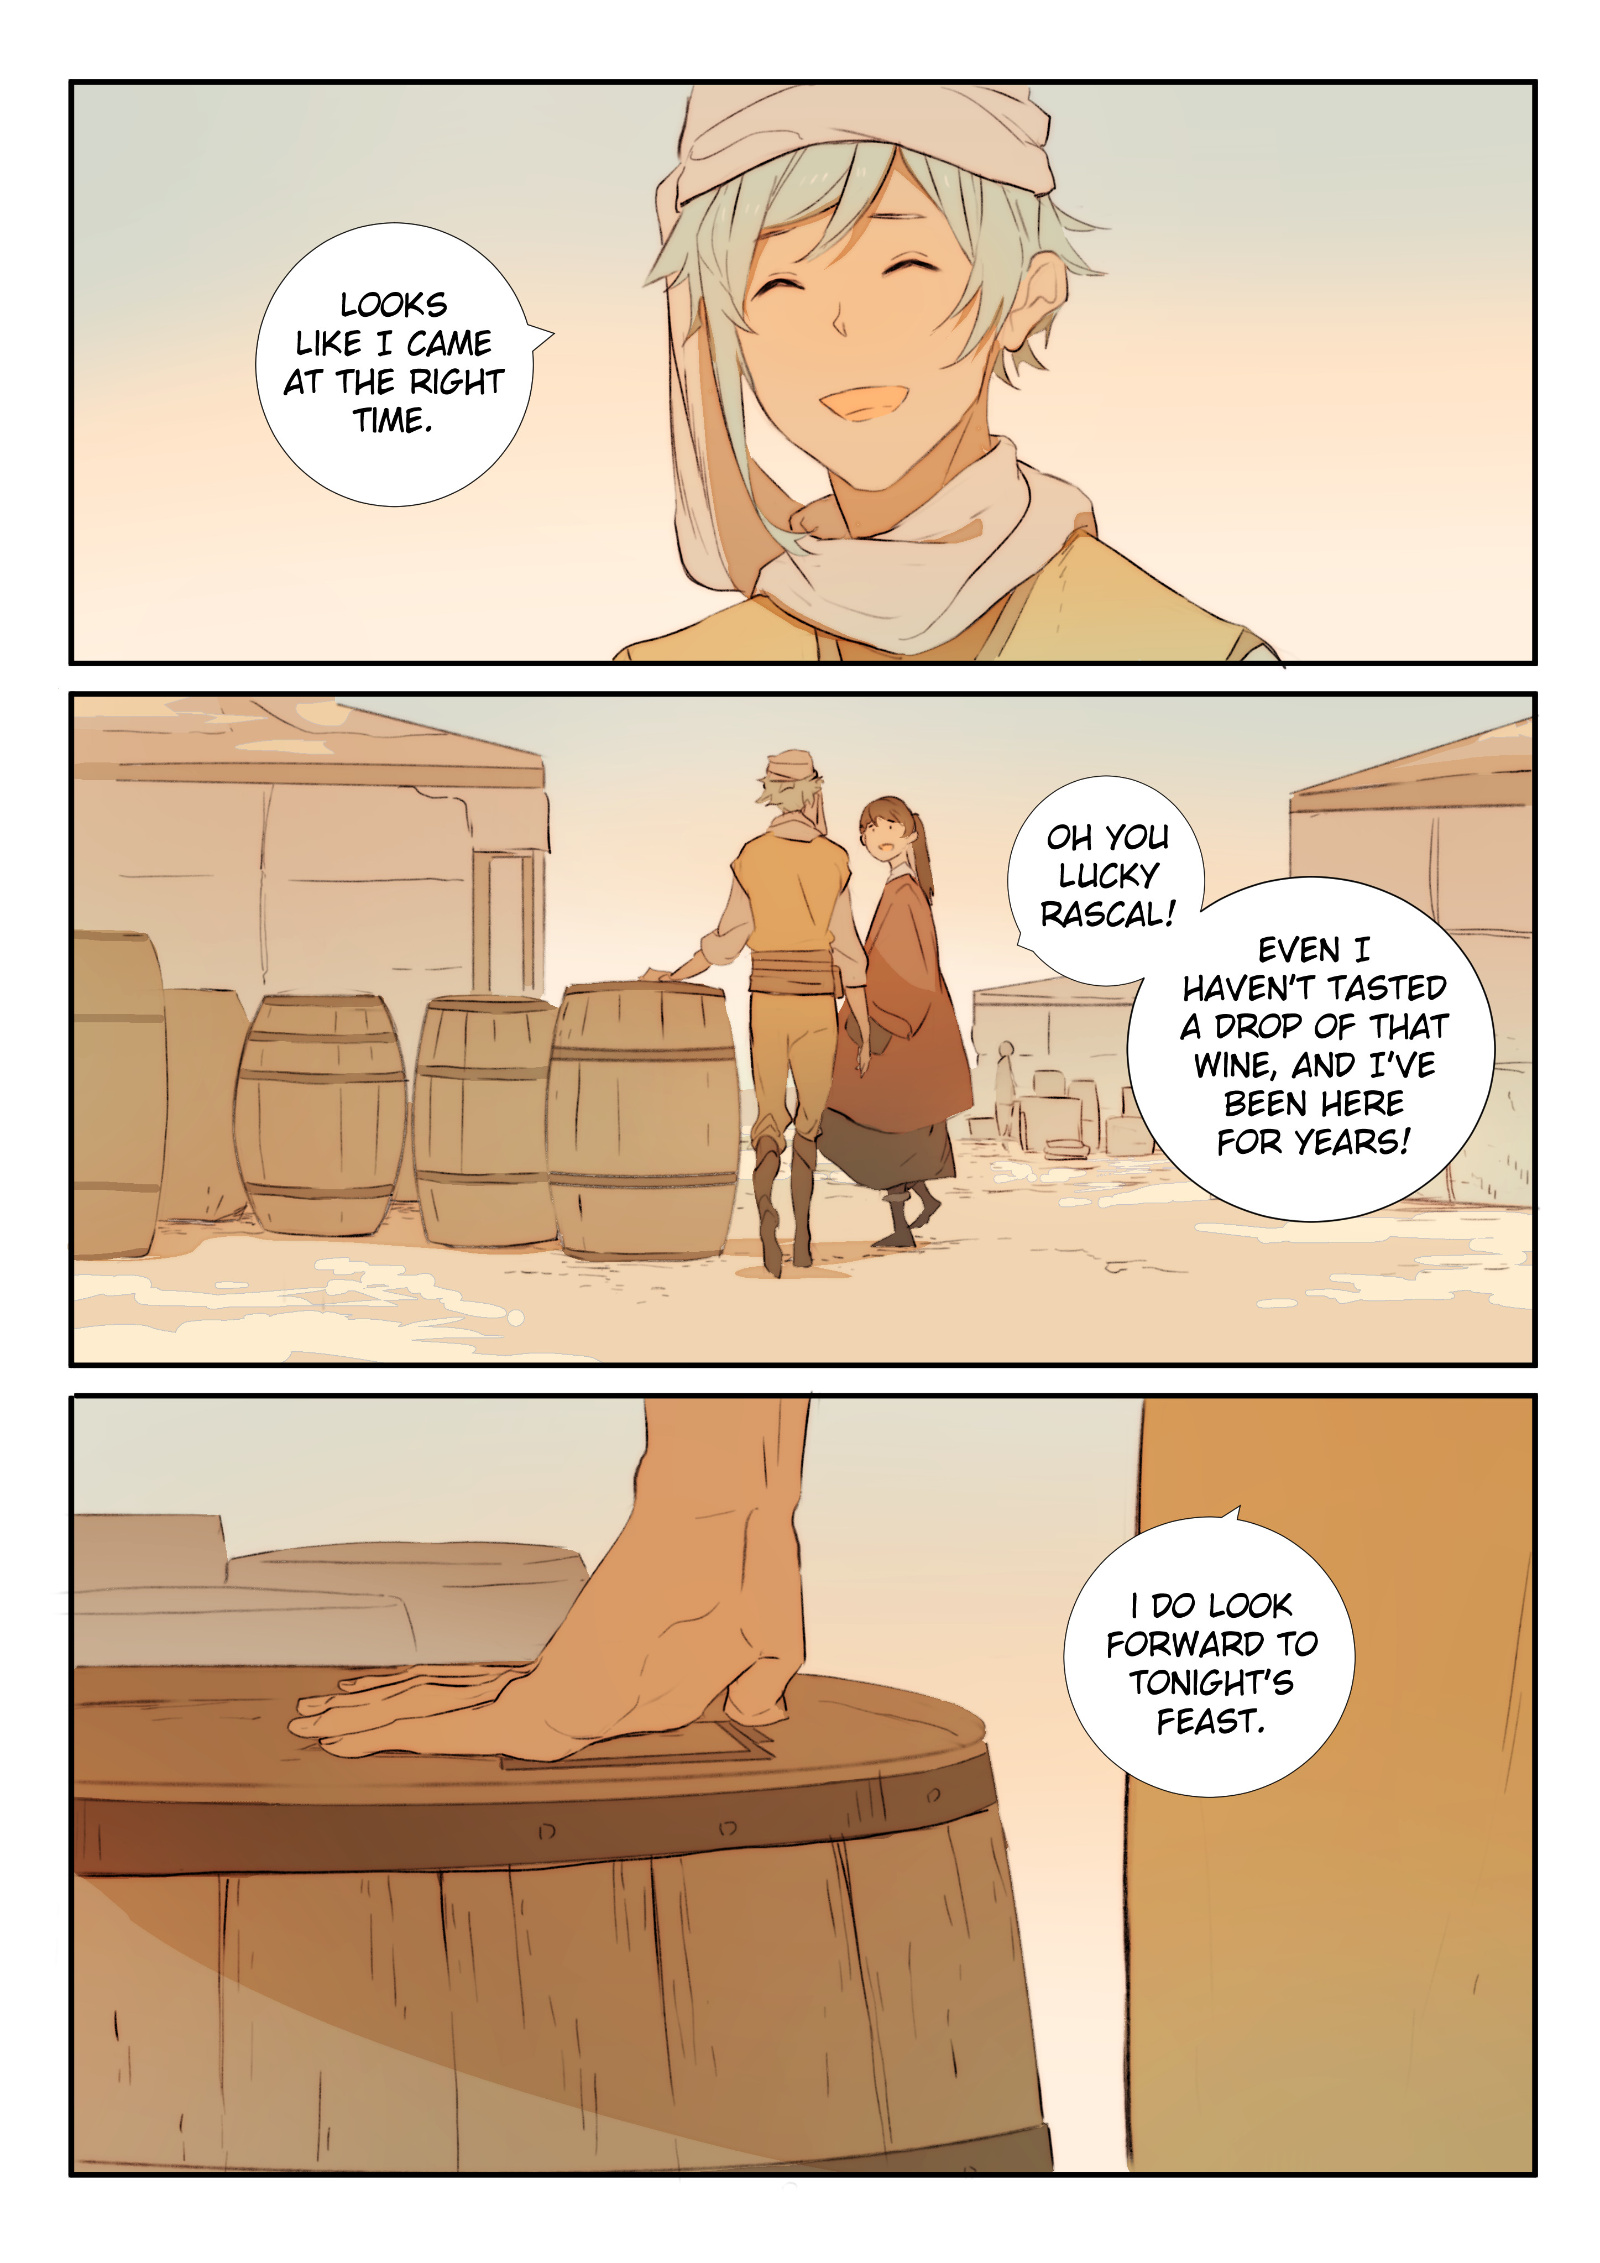 LOOKS
LIKE I CAME
AT THE RIGHT
TIME.
OH YOU
LUCKY
RASCAL!
EVEN I
HAVEN'T TASTED
A DROP OF THAT
WINE, AND I'VE
BEEN HERE
FOR YEARS!
I DO LOOK
FORWARD TO
TONIGHT'S
FEAST.